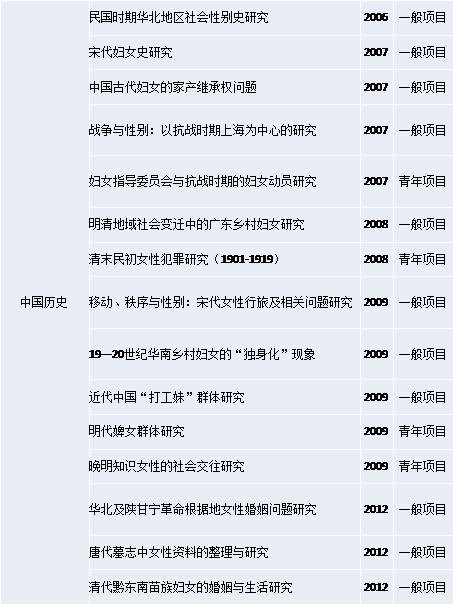 民国时期华北地区社会性别史研究 2006 一般项目
宋代妇女史研究 2007 一般项目
中国古代妇女的家产继承权问题 2007 一般项目
战争与性别：以抗战时期上海为中心的研究 2007 一般项目
妇女指导委员会与抗战时期的妇女动员研究 2007 青年项目
明清地域社会变迁中的广东乡村妇女研究 2008 一般项目
清末民初女性犯罪研究（1901-1919） 2008 青年项目
中国历史 移动、秩序与性别：宋代女性行旅及相关问题研究 2009 一般项目
19—20世纪华南乡村妇女的“独身化”现象 2009 一般项目
近代中国“打工妹”群体研究 2009 一般项目
明代婢女群体研究 2009 青年项目
晚明知识女性的社会交往研究 2009 青年项目
华北及陕甘宁革命根据地女性婚姻问题研究 2012 一般项目
唐代墓志中女性资料的整理与研究 2012 一般项目
清代黔东南苗族妇女的婚姻与生活研究 2012 一般项目